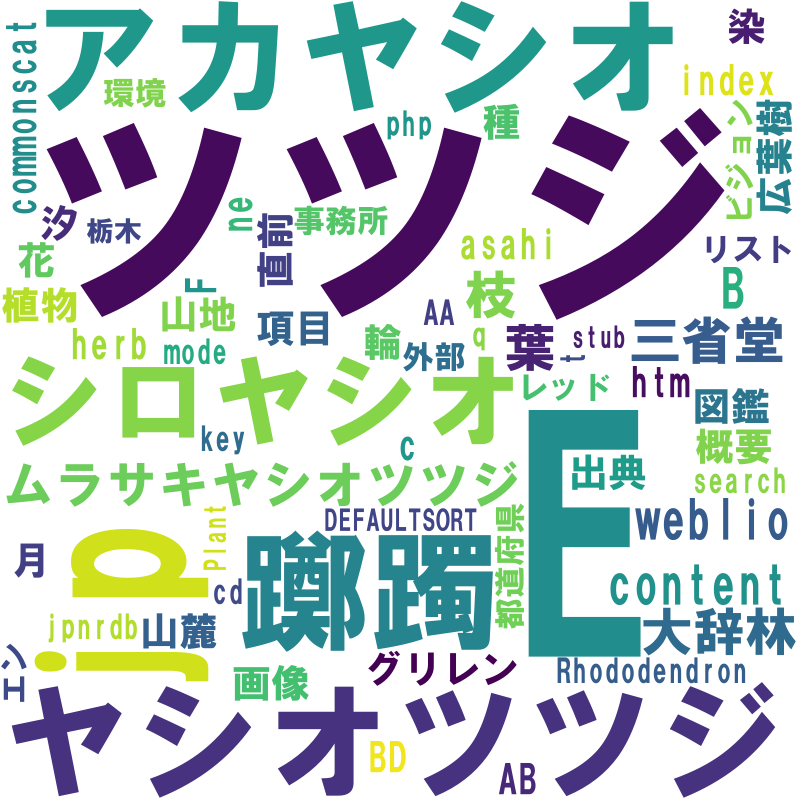 アカヤシオ
染
commonscat
環境
index
php
種
ビジョン
広葉樹
ツツジ
汐
栃木
ne
直前
事務所
花
asahi
リスト
植物
F
山地
枝
B
AA
項目
herb
mode
輪
外部
q
葉
t
stub
三省堂
シロヤシオ
レッド
htm
図鑑
key
c
概要
ムラサキヤシオツツジ
出典
search
E
Plant
DEFAULTSORT
都道府県
weblio
月
jp
cd
躑躅
content
jpnrdb
山麓
大辞林
エン
画像
グリレン
Rhododendron
ヤシオツツジ
BD
AB